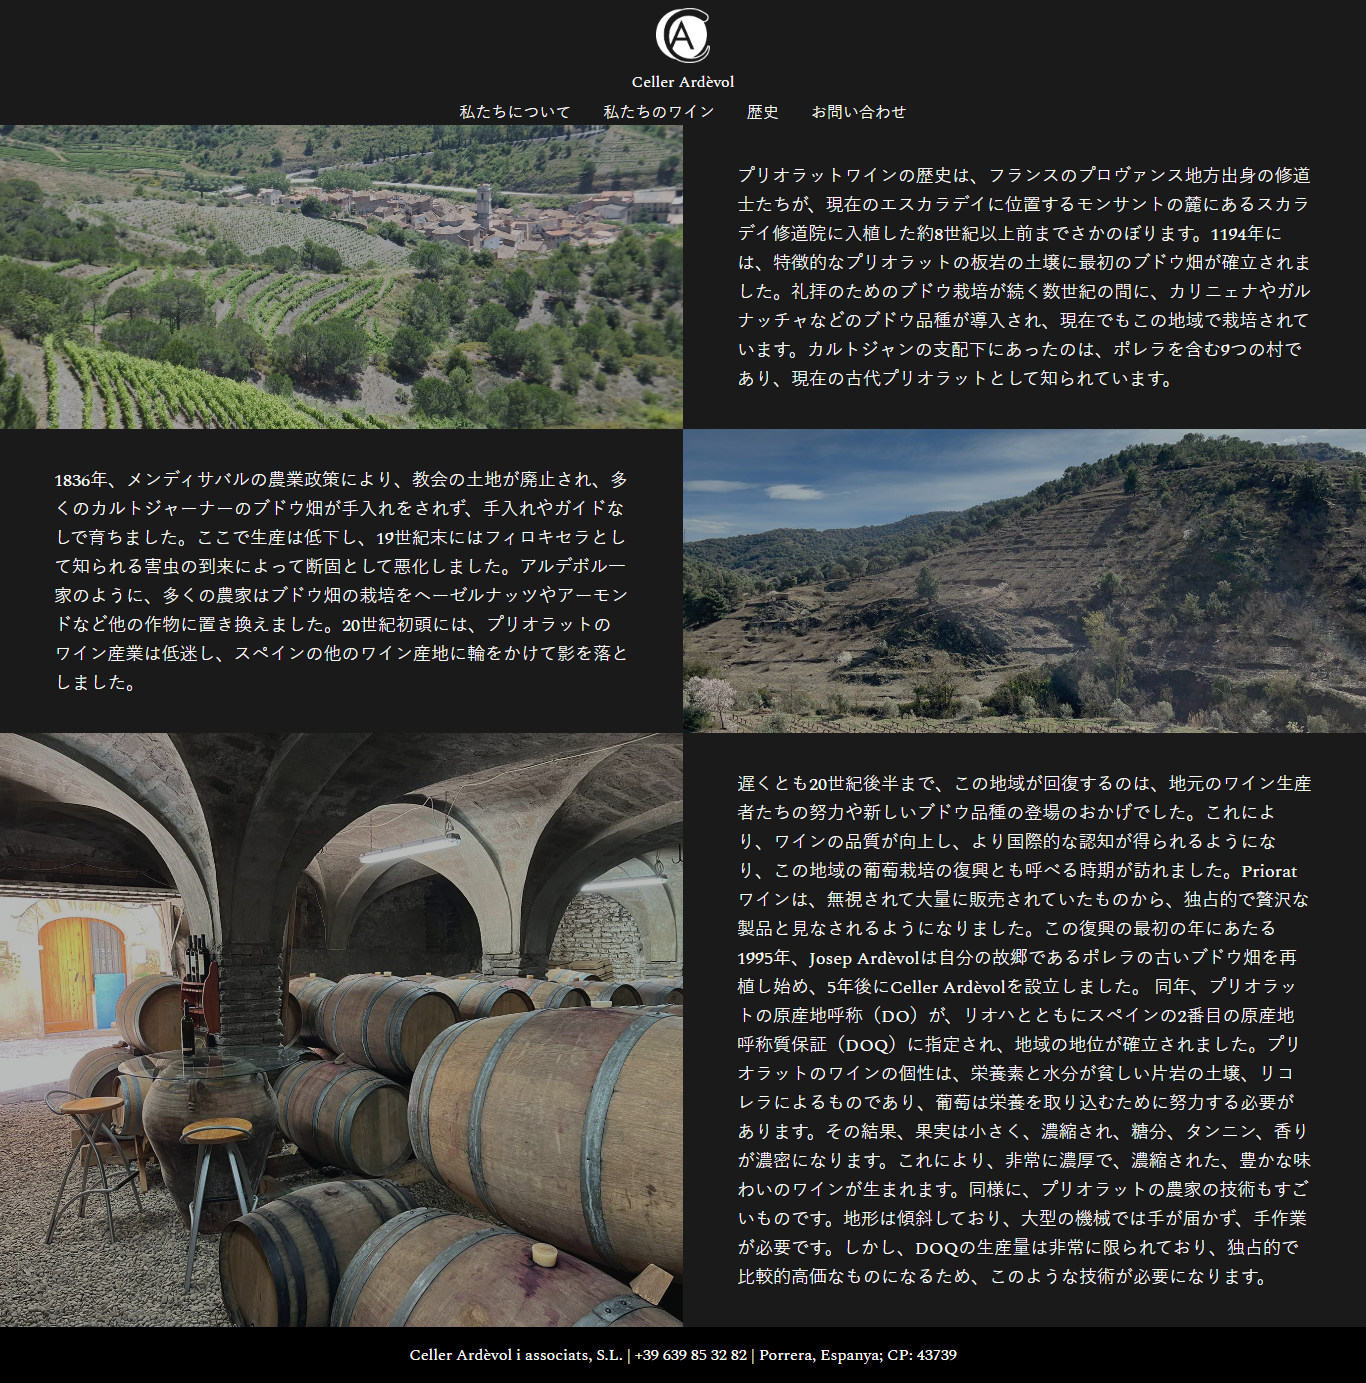 CA
Celler Ardèvol
私たちについて 私たちのワイン 歴史 お問い合わせ
プリオラットワインの歴史は、フランスのプロヴァンス地方出身の修道
士たちが、現在のエスカラデイに位置するモンサントの麓にあるスカラ
デイ修道院に入植した約8世紀以上前までさかのぼります。1194年に
は、特徴的なプリオラットの板岩の土壌に最初のブドウ畑が確立されま
した。礼拝のためのブドウ栽培が続く数世紀の間に、カリニェナやガル
ナッチャなどのブドウ品種が導入され、現在でもこの地域で栽培されて
います。カルトジャンの支配下にあったのは、ポレラを含む9つの村で
あり、現在の古代プリオラットとして知られています。
1836年、メンディサバルの農業政策により、教会の土地が廃止され、多
くのカルトジャーナーのブドウ畑が手入れをされず、手入れやガイドな
しで育ちました。ここで生産は低下し、19世紀末にはフィロキセラとし
て知られる害虫の到来によって断固として悪化しました。アルデボル一
家のように、多くの農家はブドウ畑の栽培をヘーゼルナッツやアーモン
ドなど他の作物に置き換えました。20世紀初頭には、プリオラットの
ワイン産業は低迷し、スペインの他のワイン産地に輪をかけて影を落と
しました。
遅くとも20世紀後半まで、この地域が回復するのは、地元のワイン生産
者たちの努力や新しいブドウ品種の登場のおかげでした。これによ
り、ワインの品質が向上し、より国際的な認知が得られるようにな
り、この地域の葡萄栽培の復興とも呼べる時期が訪れました。Priorat
ワインは、無視されて大量に販売されていたものから、独占的で贅沢な
製品と見なされるようになりました。この復興の最初の年にあたる
1995年、Josep Ardèvolは自分の故郷であるポレラの古いブドウ畑を再
植し始め、5年後にCeller Ardèvolを設立しました。 同年、プリオラッ
トの原産地呼称（DO）が、リオハとともにスペインの2番目の原産地
呼称質保証（DOQ）に指定され、地域の地位が確立されました。プリ
オラットのワインの個性は、栄養素と水分が貧しい片岩の土壌、リコ
レラによるものであり、葡萄は栄養を取り込むために努力する必要が
あります。その結果、果実は小さく、濃縮され、糖分、タンニン、香り
が濃密になります。これにより、非常に濃厚で、濃縮された、豊かな味
わいのワインが生まれます。同様に、プリオラットの農家の技術もすご
いものです。地形は傾斜しており、大型の機械では手が届かず、手作業
が必要です。しかし、DOQの生産量は非常に限られており、独占的で
比較的高価なものになるため、このような技術が必要になります。
Celler Ardèvol i associats, S.L. | +39 639 85 32 82 | Porrera, Espanya; CP: 43739